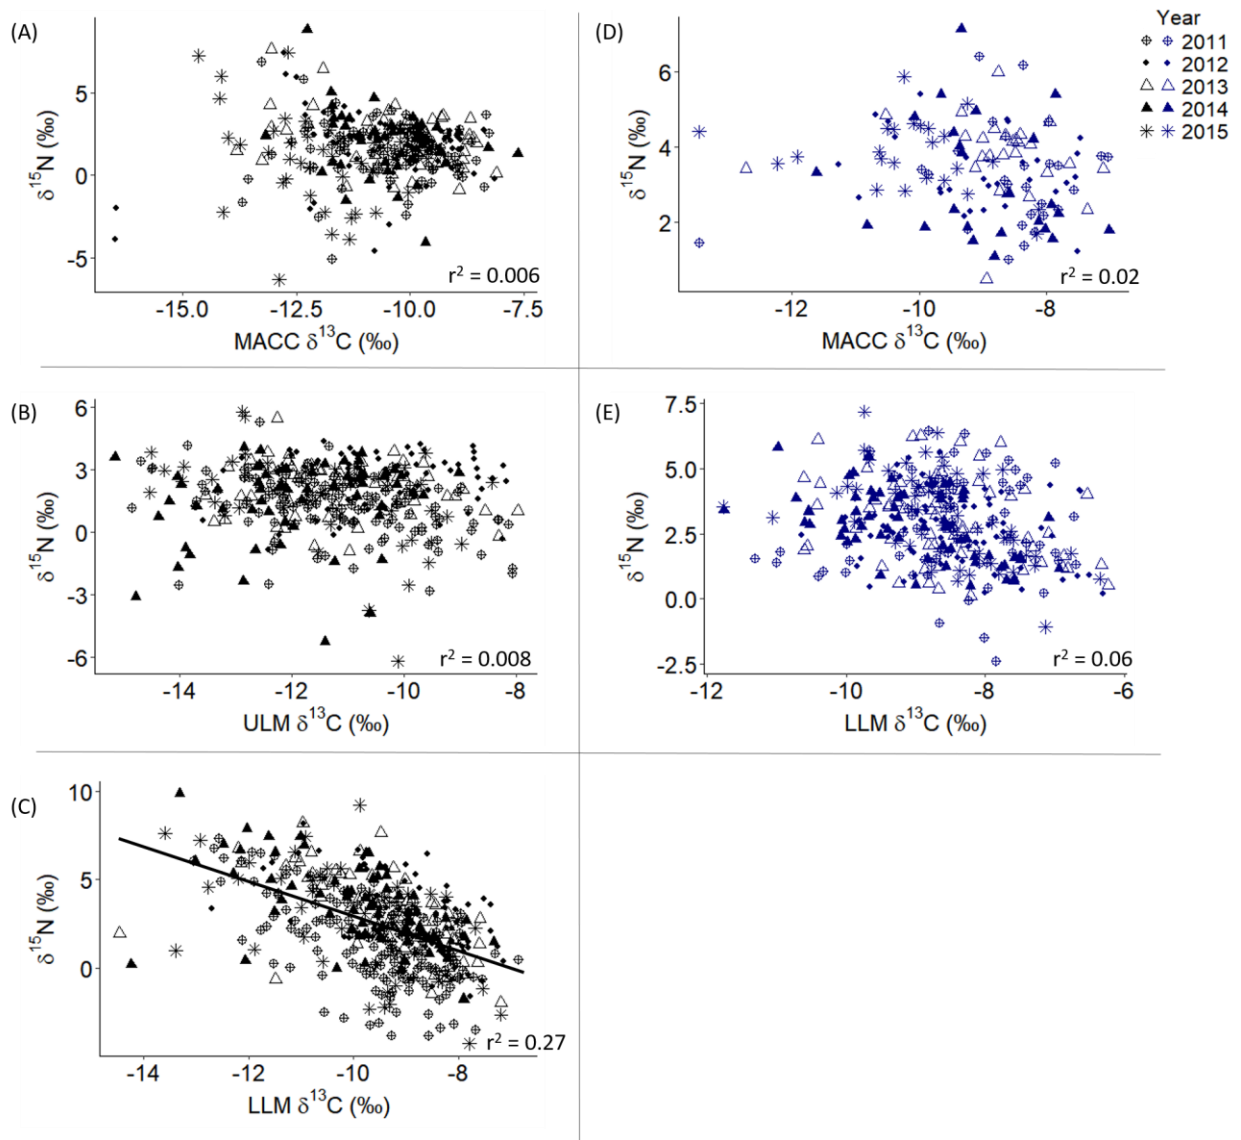 (A)
5
0
-5
δ¹⁵N (‰)
r² = 0.006
-15.0 -12.5 -10.0 -7.5
MACC δ¹³C (‰)
(D)
6
4
2
δ¹⁵N (‰)
r² = 0.02
-12 -10 -8
MACC δ¹³C (‰)
Year
2011
2012
2013
2014
2015
(B)
6
3
0
-3
-6
δ¹⁵N (‰)
r² = 0.008
-14 -12 -10 -8
ULM δ¹³C (‰)
(E)
7.5
5.0
2.5
0.0
-2.5
δ¹⁵N (‰)
r² = 0.06
-12 -10 -8 -6
LLM δ¹³C (‰)
(C)
10
5
0
δ¹⁵N (‰)
r² = 0.27
-14 -12 -10 -8
LLM δ¹³C (‰)